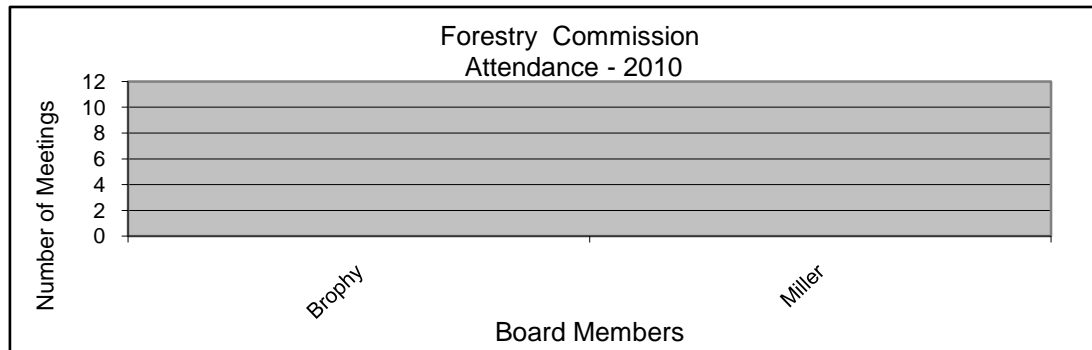 Forestry Commission
Attendance - 2010
Number of Meetings
12
10
8
6
4
2
0
Brophy
Miller
Board Members